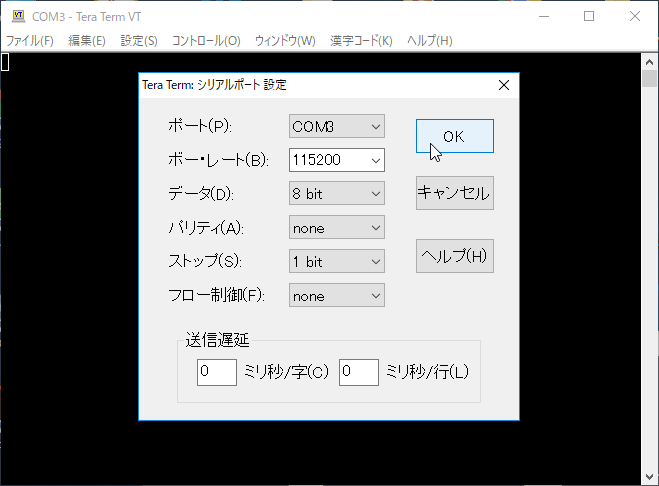 COM3 - Tera Term VT
ファイル(F) 編集(E) 設定(S) コントロール(O) ウィンドウ(W) 漢字コード(K) ヘルプ(H)
Tera Term: シリアルポート 設定
ポート(P): COM3 OK
ボー・レート(B): 115200
データ(D): 8 bit キャンセル
パリティ(A): none
ストップ(S): 1 bit ヘルプ(H)
フロー制御(F): none
送信遅延
0 ミリ秒/字(C) 0 ミリ秒/行(L)